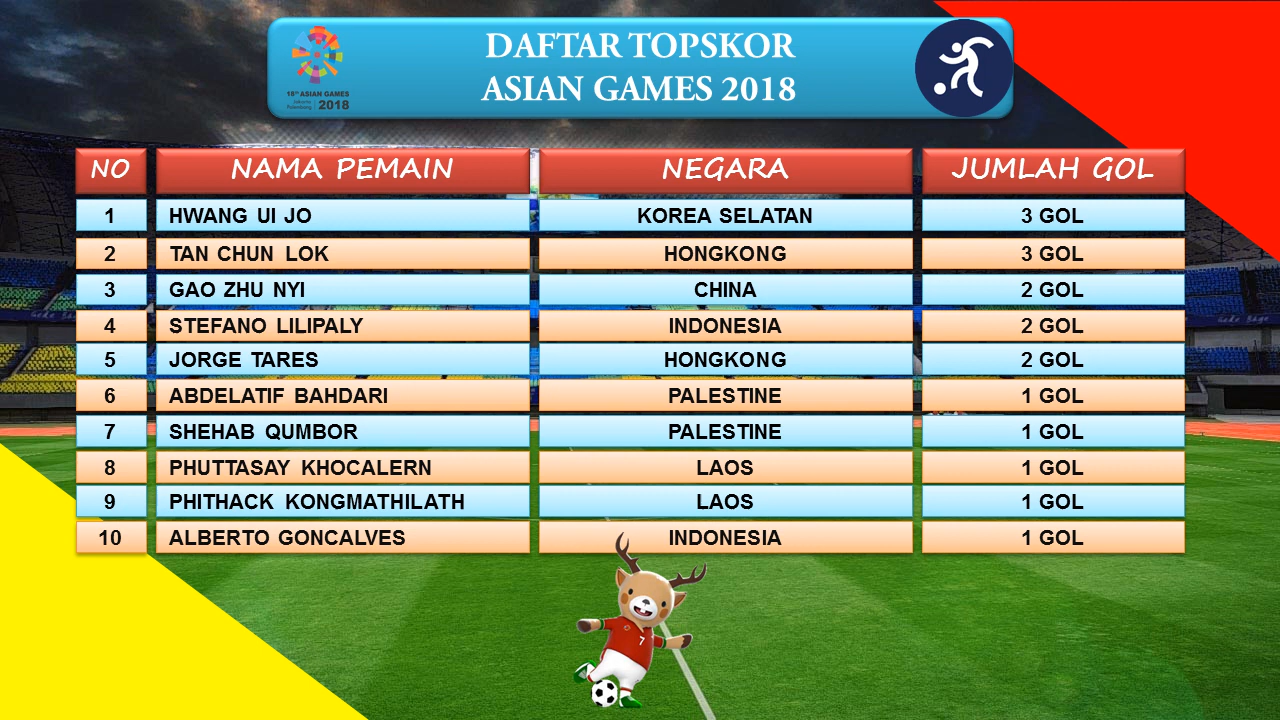 DAFTAR TOPSKOR
ASIAN GAMES 2018
18TH ASIAN GAMES
Jakarta
Palembang 2018
NO NAMA PEMAIN NEGARA JUMLAH GOL
1 HWANG UI JO KOREA SELATAN 3 GOL
2 TAN CHUN LOK HONGKONG 3 GOL
3 GAO ZHU NYI CHINA 2 GOL
4 STEFANO LILIPALY INDONESIA 2 GOL
5 JORGE TARES HONGKONG 2 GOL
6 ABDELATIF BAHDARI PALESTINE 1 GOL
7 SHEHAB QUMBOR PALESTINE 1 GOL
8 PHUTTASAY KHOCALERN LAOS 1 GOL
9 PHITHACK KONGMATHILATH LAOS 1 GOL
10 ALBERTO GONCALVES INDONESIA 1 GOL
7